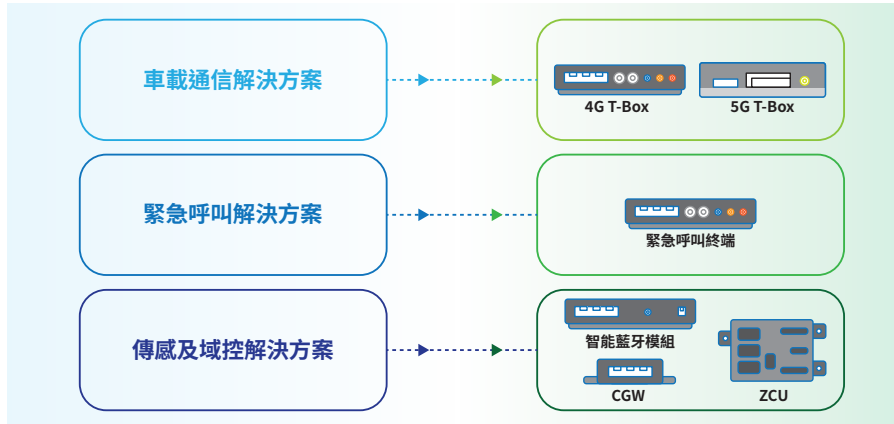 車載通信解決方案
4G T-Box
5G T-Box
緊急呼叫解決方案
緊急呼叫終端
傳感及域控解決方案
智能藍牙模組
CGW
ZCU